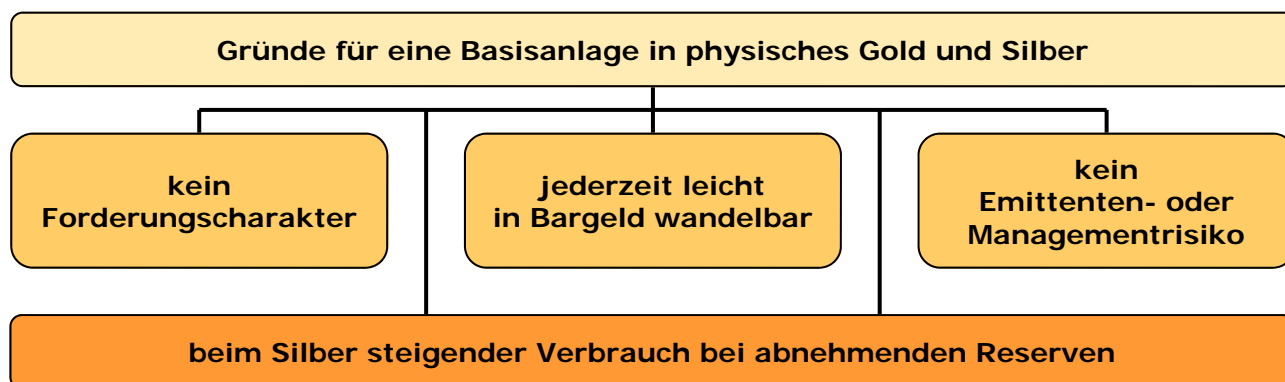 Gründe für eine Basisanlage in physisches Gold und Silber
kein
Forderungscharakter
jederzeit leicht
in Bargeld wandelbar
kein
Emittenten- oder
Managementrisiko
beim Silber steigender Verbrauch bei abnehmenden Reserven